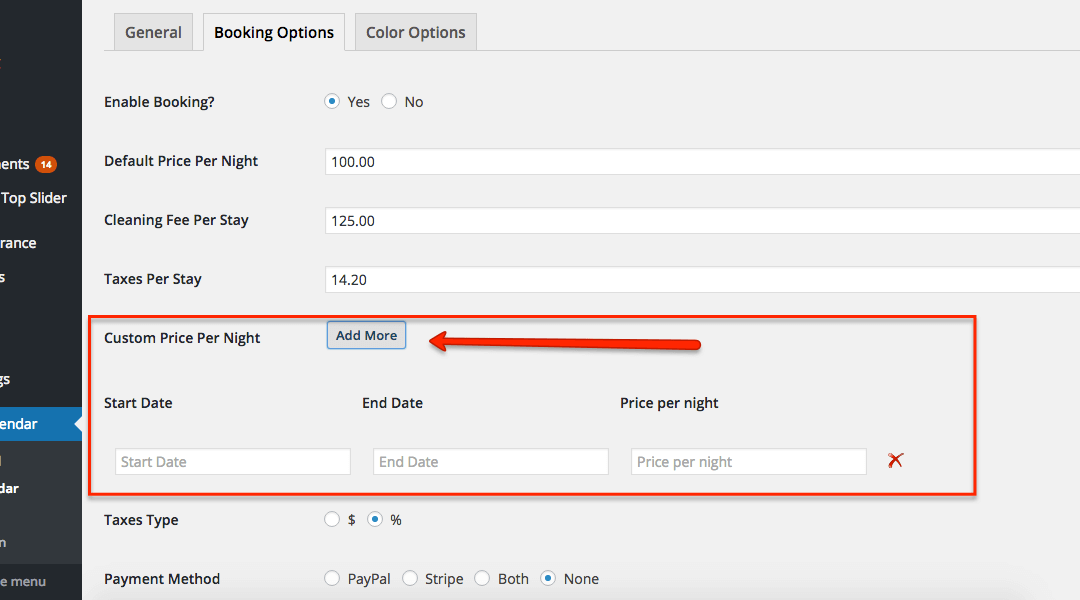 General Booking Options Color Options
Enable Booking? Yes No
ents 14
Default Price Per Night 100.00
Top Slider
Cleaning Fee Per Stay 125.00
rance
s
Taxes Per Stay 14.20
Custom Price Per Night Add More
gs
Start Date End Date Price per night
endar
Start Date End Date Price per night
dar
Taxes Type $ %
n
Payment Method PayPal Stripe Both None
e menu